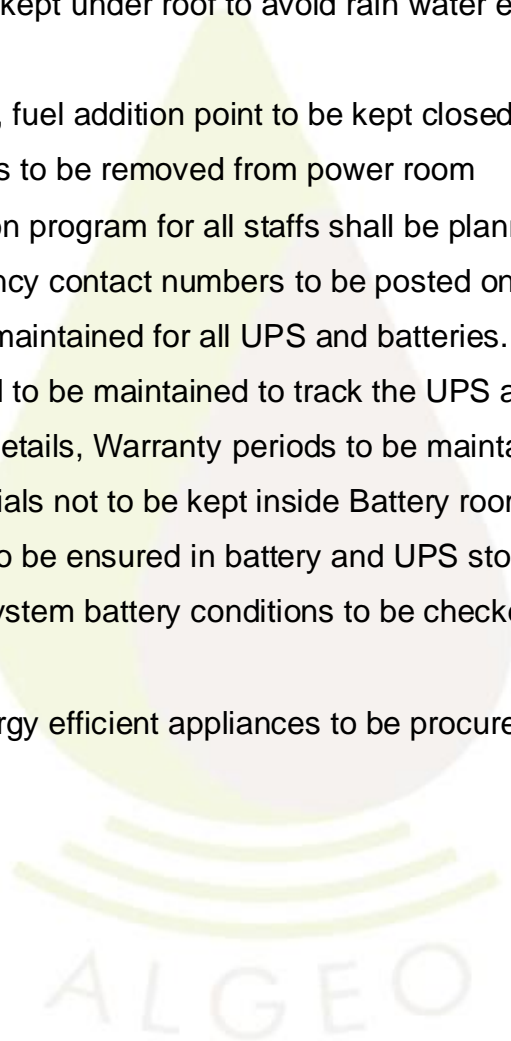 kept under roof to avoid rain water e
, fuel addition point to be kept closed
s to be removed from power room
on program for all staffs shall be plan
ncy contact numbers to be posted on
maintained for all UPS and batteries.
l to be maintained to track the UPS a
etails, Warranty periods to be mainta
ials not to be kept inside Battery roo
o be ensured in battery and UPS sto
ystem battery conditions to be check
rgy efficient appliances to be procure
ALGEO